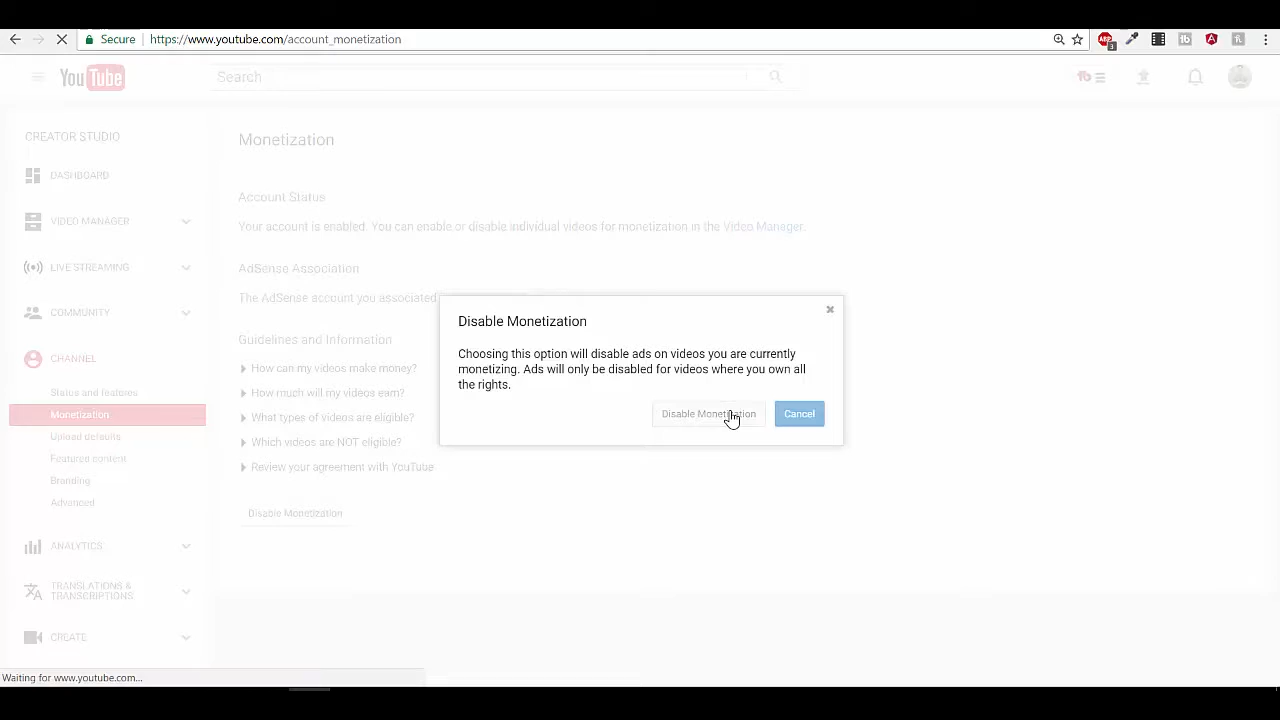 Secure https://www.youtube.com/account_monetization
ABP 3 tb
YouTube Search tb
CREATOR STUDIO
DASHBOARD
VIDEO MANAGER
LIVE STREAMING
COMMUNITY
CHANNEL
Status and features
Monetization
Upload defaults
Featured content
Branding
Advanced
ANALYTICS
TRANSLATIONS &
TRANSCRIPTIONS
CREATE
Monetization
Account Status
Your account is enabled. You can enable or disable individual videos for monetization in the Video Manager.
AdSense Association
The AdSense account you associated
Guidelines and Information
How can my videos make money?
How much will my videos earn?
What types of videos are eligible?
Which videos are NOT eligible?
Review your agreement with YouTube
Disable Monetization
Disable Monetization
Choosing this option will disable ads on videos you are currently
monetizing. Ads will only be disabled for videos where you own all
the rights.
Disable Monetization Cancel
Waiting for www.youtube.com...